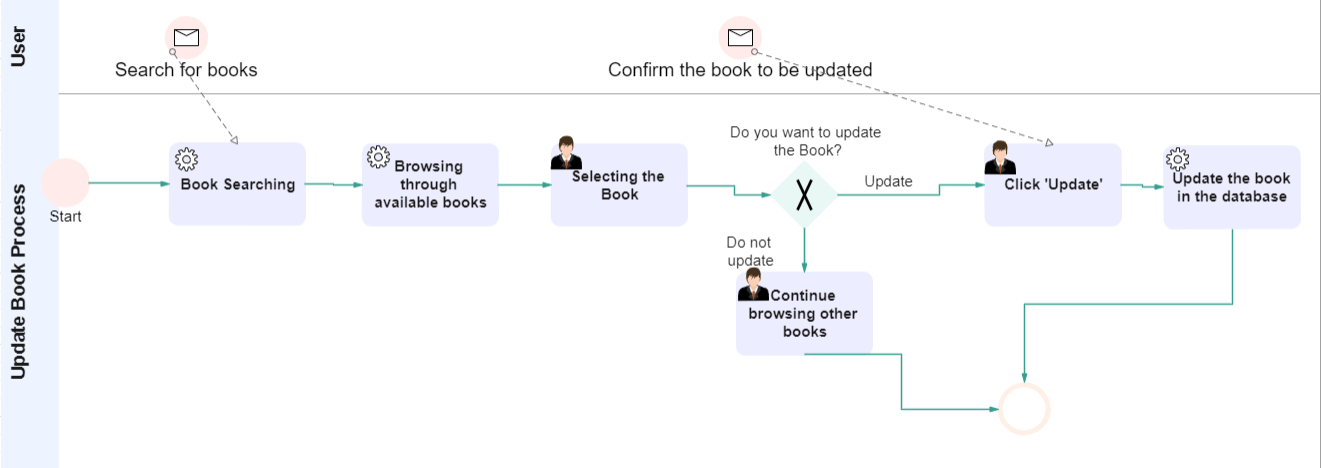 User
Search for books
Confirm the book to be updated
Update Book Process
Start
Book Searching
Browsing
through
available books
Selecting the
Book
Do you want to update
the Book?
Update
Do not
update
Continue
browsing other
books
Click 'Update'
Update the book
in the database